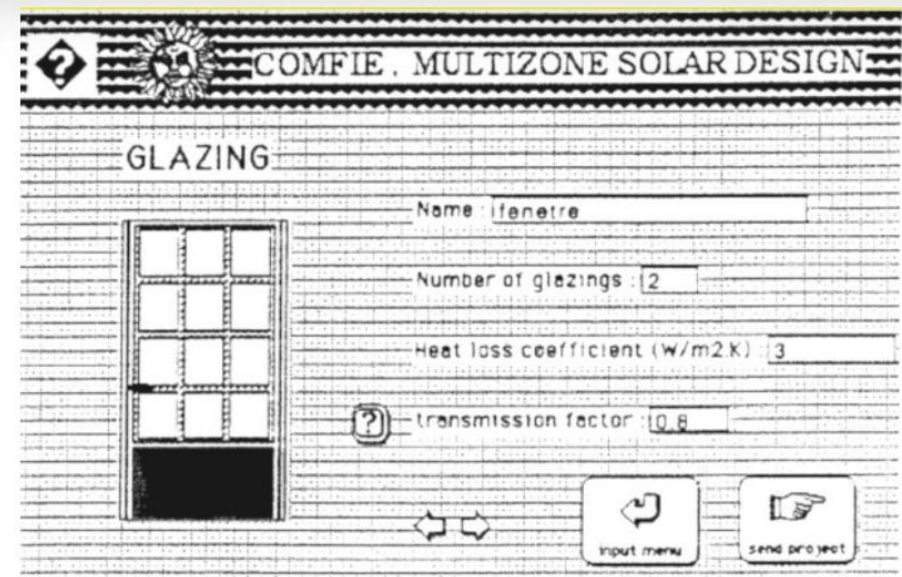 ?
COMFIE, MULTIZONE SOLAR DESIGN
GLAZING
Name : fenetre
Number of glazings : 2
Heat loss coefficient (W/m2.K) : 3
? transmission factor : 0.8
input menu
send project